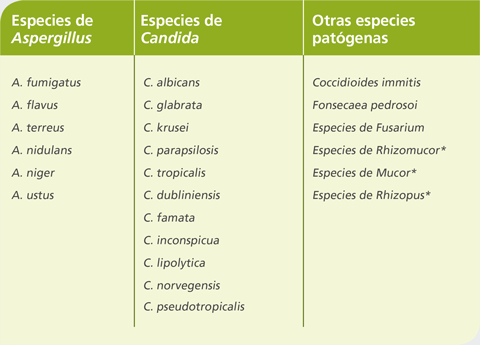 Especies de
Aspergillus
Especies de
Candida
Otras especies
patógenas
A. fumigatus
A. flavus
A. terreus
A. nidulans
A. niger
A. ustus
C. albicans
C. glabrata
C. krusei
C. parapsilosis
C. tropicalis
C. dubliniensis
C. famata
C. inconspicua
C. lipolytica
C. norvegensis
C. pseudotropicalis
Coccidioides immitis
Fonsecaea pedrosoi
Especies de Fusarium
Especies de Rhizomucor*
Especies de Mucor*
Especies de Rhizopus*